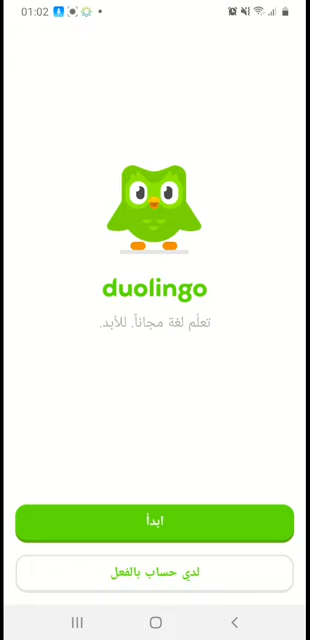 01:02
duolingo
تعلّم لغة مجاناً. للأبد.
ابدأ
لدي حساب بالفعل